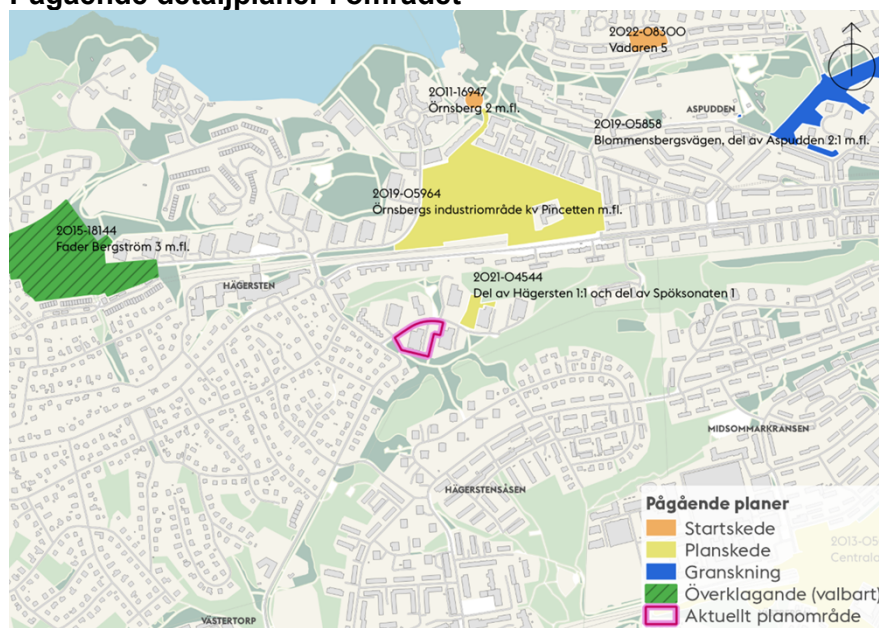 Pågående detaljplaner i området
2022-08300
Vadaren 5
2011-16947
Örnsberg 2 m.fl.
ASPUDDEN
2019-05858
Blommensbergsvägen, del av Aspudden 2:1 m.fl.
2019-05964
Örnsbergs industriområde kv Pincetten m.fl.
2015-18144
Fader Bergström 3 m.fl.
HÄGERSTEN
2021-04544
Del av Hägersten 1:1 och del av Spöksonaten 1
MIDSOMMARKRANSEN
HÄGERSTENSÅSEN
VÄSTERTORP
Pågående planer
Startskede
Planskede
Granskning
Överklagande (valbart)
Aktuellt planområde